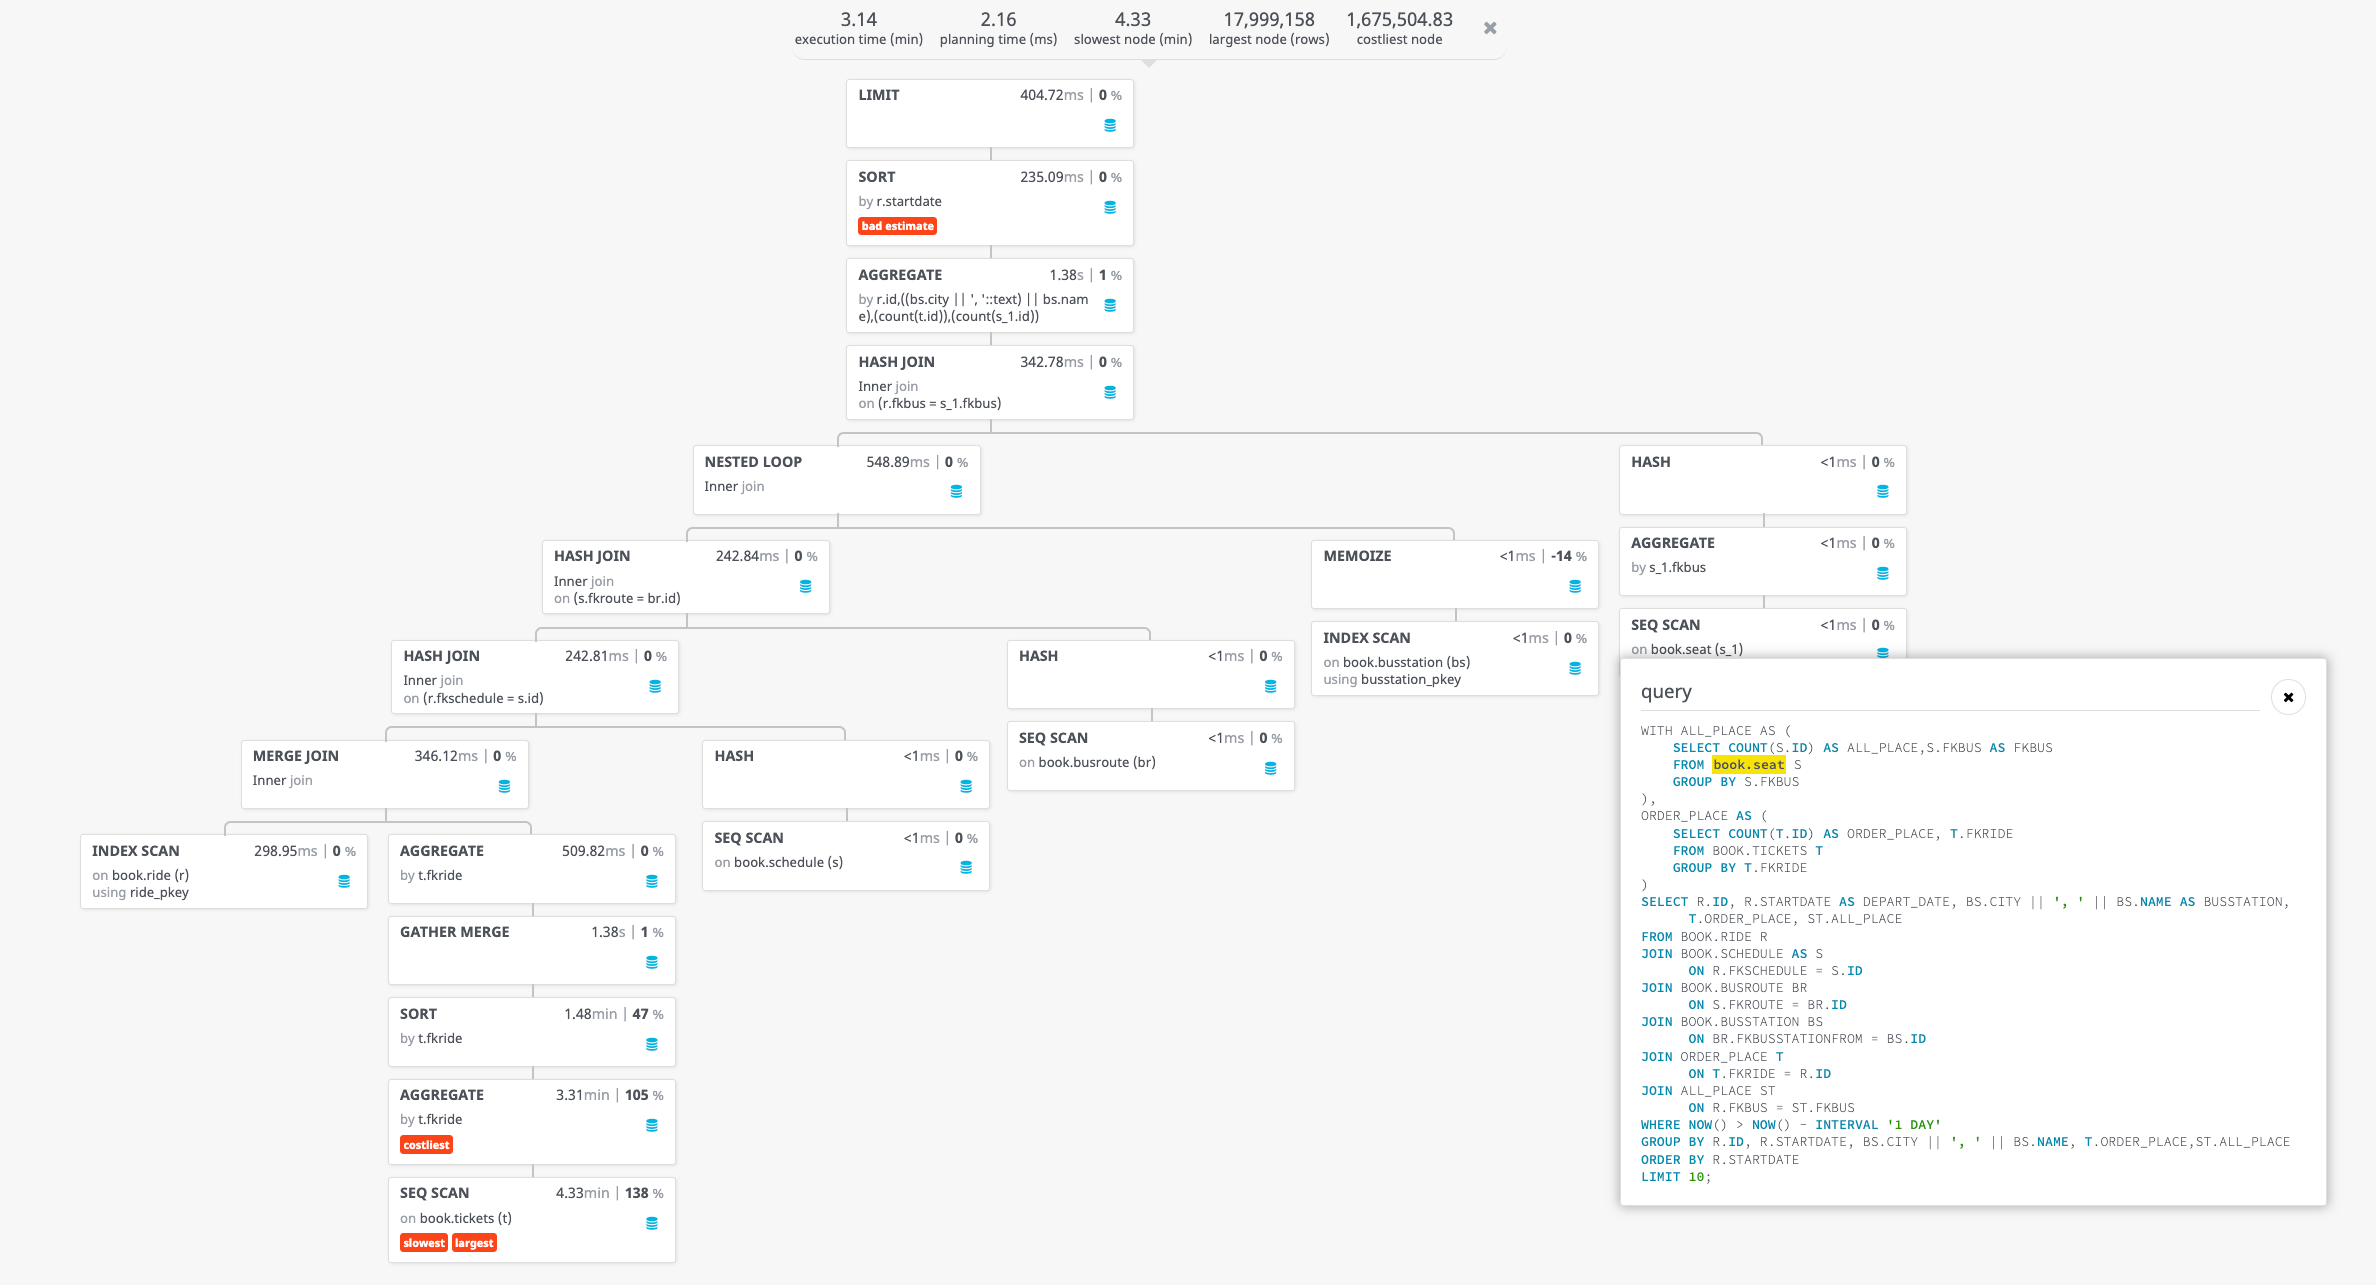 3.14 2.16 4.33 17,999,158 1,675,504.83
execution time (min) planning time (ms) slowest node (min) largest node (rows) costliest node
LIMIT 404.72ms | 0 %
SORT 235.09ms | 0 %
by r.startdate
bad estimate
AGGREGATE 1.38s | 1 %
by r.id,((bs.city || ', '::text) || bs.nam
e),(count(t.id)),(count(s_1.id))
HASH JOIN 342.78ms | 0 %
Inner join
on (r.fkbus = s_1.fkbus)
NESTED LOOP 548.89ms | 0 %
Inner join
HASH <1ms | 0 %
HASH JOIN 242.84ms | 0 %
Inner join
on (s.fkroute = br.id)
MEMOIZE <1ms | -14 %
AGGREGATE <1ms | 0 %
by s_1.fkbus
HASH JOIN 242.81ms | 0 %
Inner join
on (r.fkschedule = s.id)
HASH <1ms | 0 %
INDEX SCAN <1ms | 0 %
on book.busstation (bs)
using busstation_pkey
SEQ SCAN <1ms | 0 %
on book.seat (s_1)
MERGE JOIN 346.12ms | 0 %
Inner join
HASH <1ms | 0 %
SEQ SCAN <1ms | 0 %
on book.busroute (br)
INDEX SCAN 298.95ms | 0 %
on book.ride (r)
using ride_pkey
AGGREGATE 509.82ms | 0 %
by t.fkride
SEQ SCAN <1ms | 0 %
on book.schedule (s)
GATHER MERGE 1.38s | 1 %
SORT 1.48min | 47 %
by t.fkride
AGGREGATE 3.31min | 105 %
by t.fkride
costliest
SEQ SCAN 4.33min | 138 %
on book.tickets (t)
slowest largest
query
WITH ALL_PLACE AS (
SELECT COUNT(S.ID) AS ALL_PLACE,S.FKBUS AS FKBUS
FROM book.seat S
GROUP BY S.FKBUS
),
ORDER_PLACE AS (
SELECT COUNT(T.ID) AS ORDER_PLACE, T.FKRIDE
FROM BOOK.TICKETS T
GROUP BY T.FKRIDE
)
SELECT R.ID, R.STARTDATE AS DEPART_DATE, BS.CITY || ', ' || BS.NAME AS BUSSTATION,
T.ORDER_PLACE, ST.ALL_PLACE
FROM BOOK.RIDE R
JOIN BOOK.SCHEDULE AS S
ON R.FKSCHEDULE = S.ID
JOIN BOOK.BUSROUTE BR
ON S.FKROUTE = BR.ID
JOIN BOOK.BUSSTATION BS
ON BR.FKBUSSTATIONFROM = BS.ID
JOIN ORDER_PLACE T
ON T.FKRIDE = R.ID
JOIN ALL_PLACE ST
ON R.FKBUS = ST.FKBUS
WHERE NOW() > NOW() - INTERVAL '1 DAY'
GROUP BY R.ID, R.STARTDATE, BS.CITY || ', ' || BS.NAME, T.ORDER_PLACE,ST.ALL_PLACE
ORDER BY R.STARTDATE
LIMIT 10;